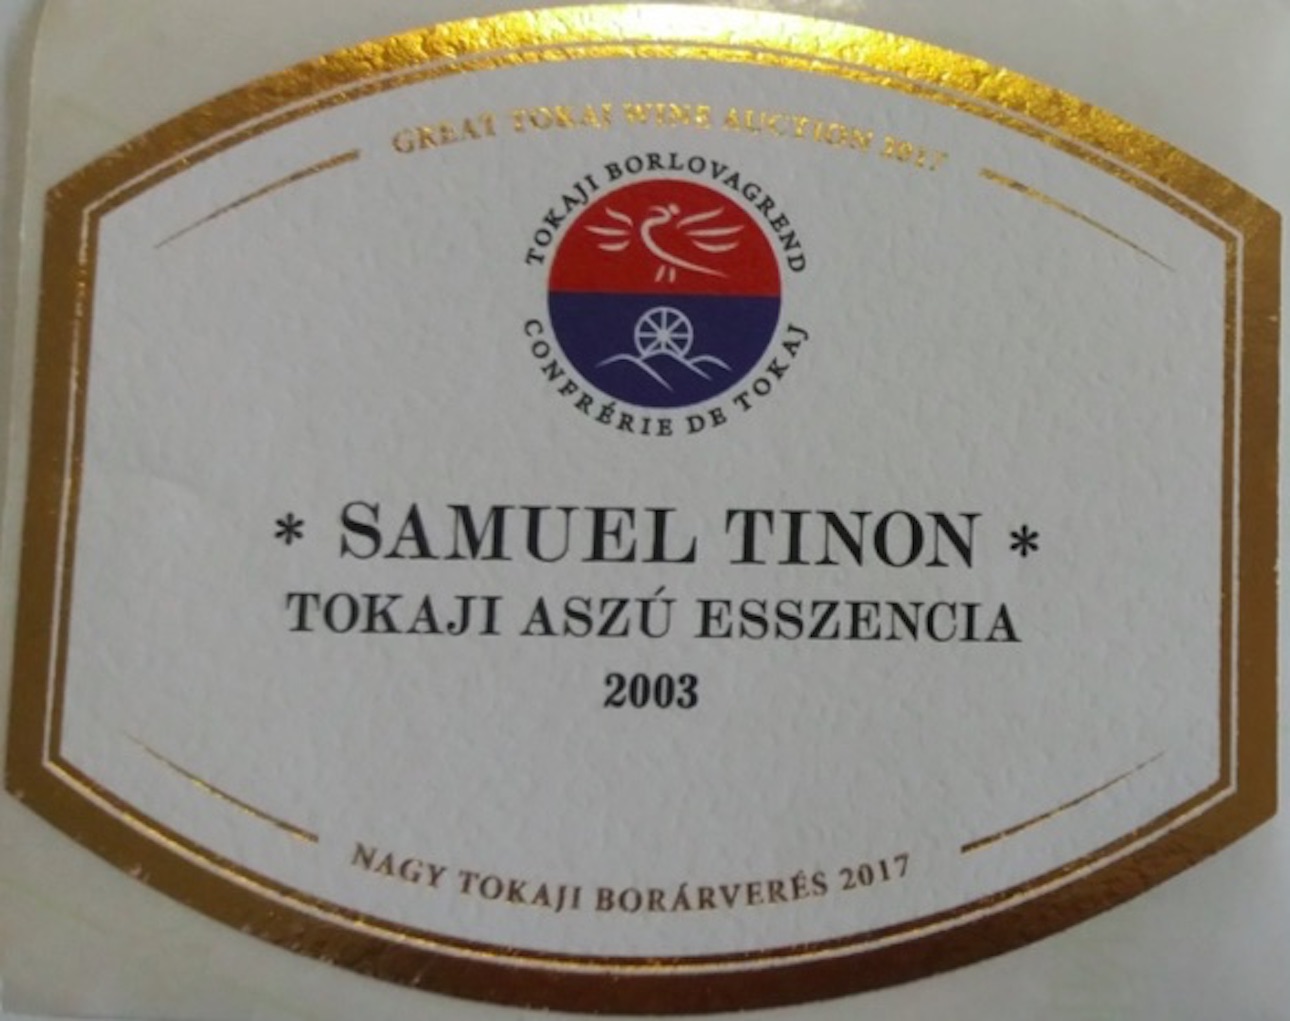 GREAT TOKAJ WINE AUCTION 2017
TOKAJI BORLOVAGREND
CONFRÉRIE DE TOKAJ
* SAMUEL TINON *
TOKAJI ASZÚ ESSZENCIA
2003
NAGY TOKAJI BORÁRVERÉS 2017